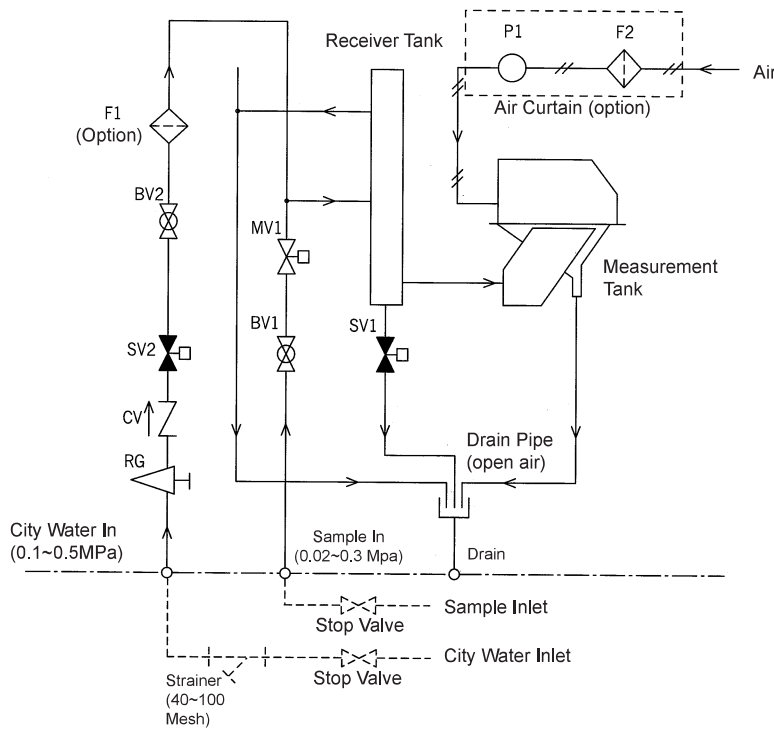 P1
F2
Receiver Tank
Air
Air Curtain (option)
F1
(Option)
BV2
MV1
Measurement
Tank
BV1
SV1
SV2
CV
Drain Pipe
(open air)
RG
City Water In
(0.1~0.5MPa)
Sample In
(0.02~0.3 Mpa)
Drain
Sample Inlet
Stop Valve
City Water Inlet
Strainer
(40~100
Mesh)
Stop Valve